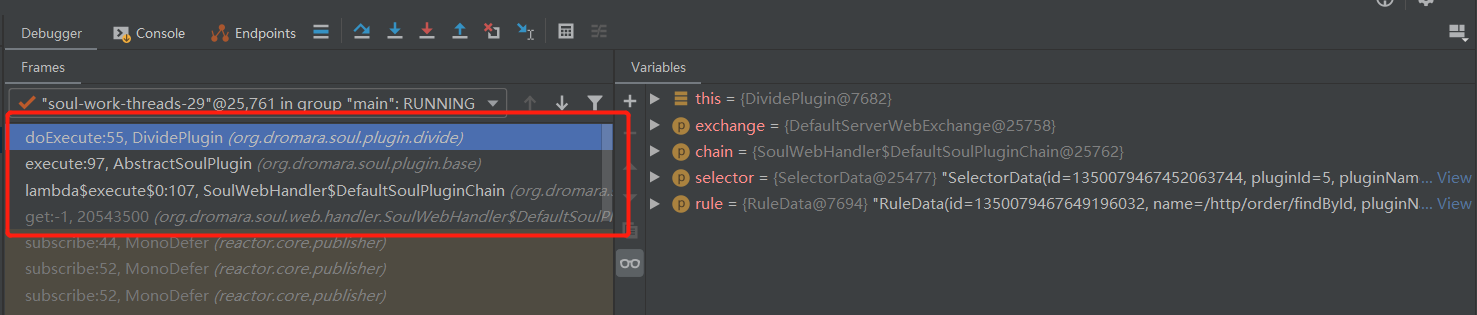 Debugger Console Endpoints
Frames
Variables
"soul-work-threads-29"@25,761 in group "main": RUNNING
doExecute:55, DividePlugin (org.dromara.soul.plugin.divide)
execute:97, AbstractSoulPlugin (org.dromara.soul.plugin.base)
lambda$execute$0:107, SoulWebHandler$DefaultSoulPluginChain (org.dromara.
get:-1, 20543500 (org.dromara.soul.web.handler.SoulWebHandler$DefaultSoulPl
subscribe:44, MonoDefer (reactor.core.publisher)
subscribe:52, MonoDefer (reactor.core.publisher)
subscribe:52, MonoDefer (reactor.core.publisher)
this = {DividePlugin@7682}
exchange = {DefaultServerWebExchange@25758}
chain = {SoulWebHandler$DefaultSoulPluginChain@25762}
selector = {SelectorData@25477} "SelectorData(id=1350079467452063744, pluginId=5, pluginNam... View
rule = {RuleData@7694} "RuleData(id=1350079467649196032, name=/http/order/findById, pluginN... View